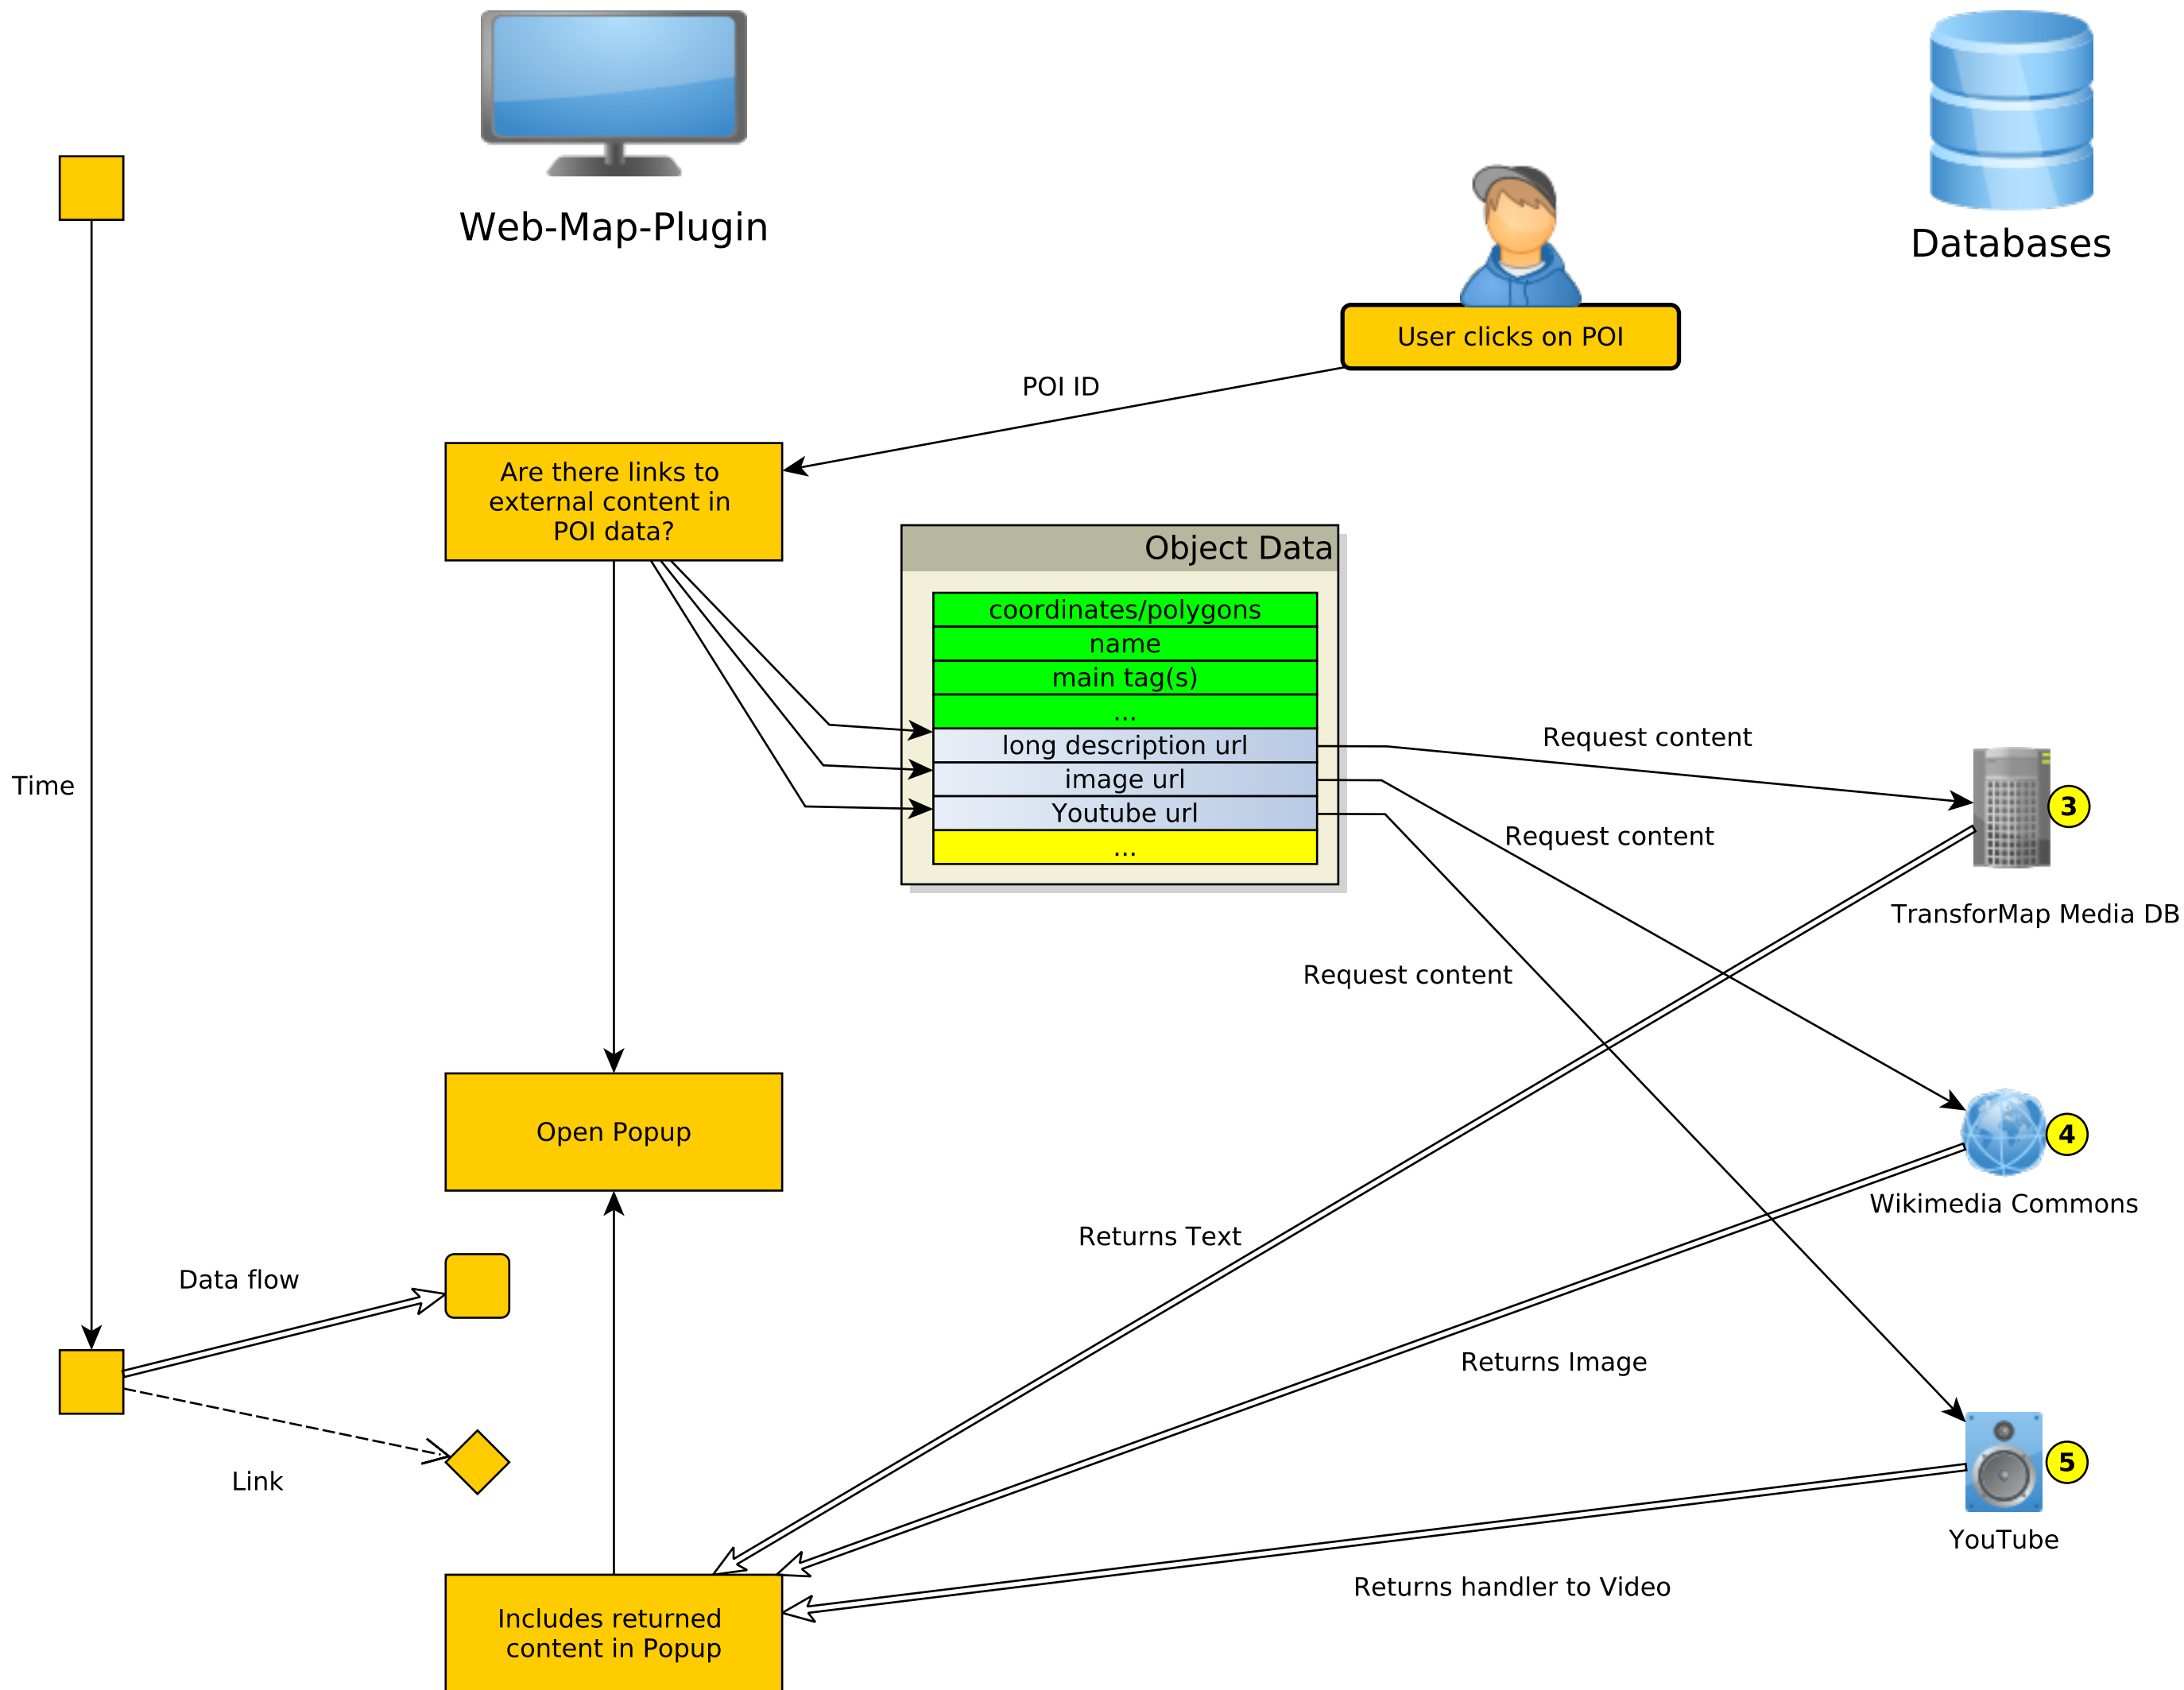 Web-Map-Plugin
Databases
User clicks on POI
POI ID
Are there links to
external content in
POI data?
Object Data
coordinates/polygons
name
main tag(s)
...
long description url
image url
Youtube url
...
Time
Request content
Request content
Request content
3
TransforMap Media DB
4
Wikimedia Commons
Open Popup
Returns Text
Data flow
Returns Image
Link
5
YouTube
Returns handler to Video
Includes returned
content in Popup